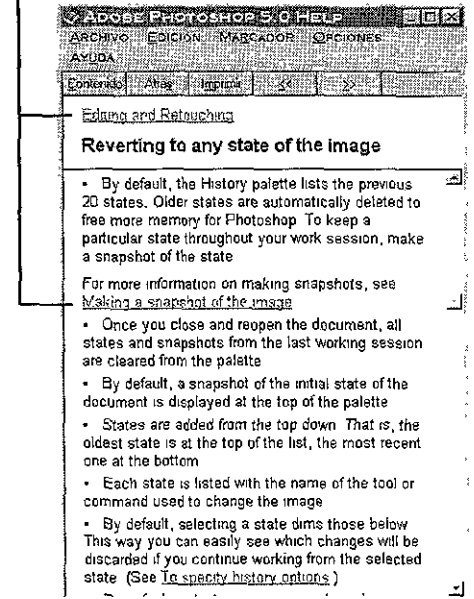 ADOBE PHOTOSHOP 5.0 HELP
ARCHIVO EDICIÓN MARCADOR OPCIONES
AYUDA
Contenido Atrás Imprimir << >>
Editing and Retouching
Reverting to any state of the image
• By default, the History palette lists the previous
20 states. Older states are automatically deleted to
free more memory for Photoshop To keep a
particular state throughout your work session, make
a snapshot of the state
For more information on making snapshots, see
Making a snapshot of the image
• Once you close and reopen the document, all
states and snapshots from the last working session
are cleared from the palette
• By default, a snapshot of the initial state of the
document is displayed at the top of the palette
• States are added from the top down That is, the
oldest state is at the top of the list, the most recent
one at the bottom
• Each state is listed with the name of the tool or
command used to change the image
• By default, selecting a state dims those below
This way you can easily see which changes will be
discarded if you continue working from the selected
state (See To specify history options )